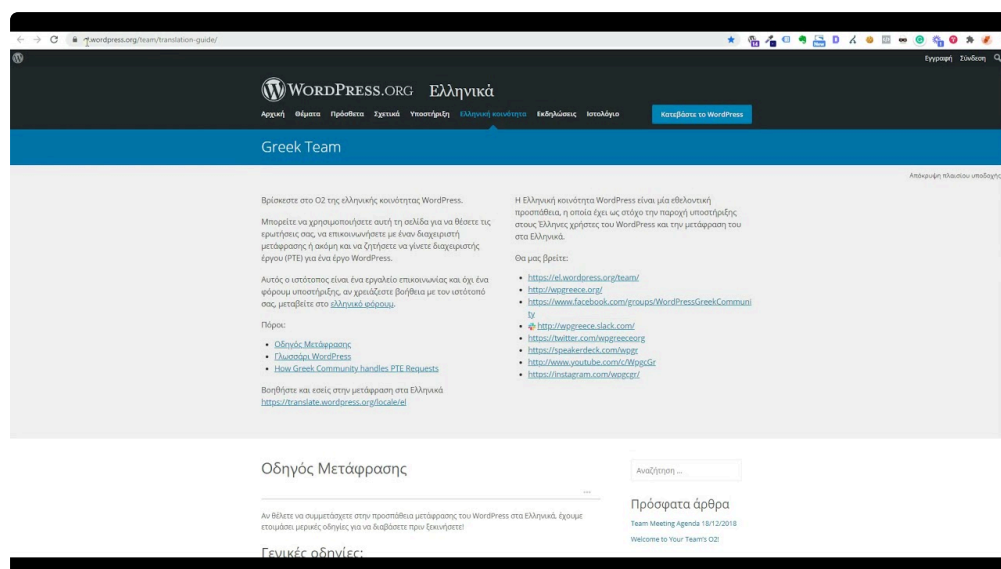 wordpress.org/team/translation-guide/
Εγγραφή Σύνδεση
WORDPRESS.ORG Ελληνικά
Αρχική Θέματα Πρόσθετα Σχετικά Υποστήριξη Ελληνική κοινότητα Εκδηλώσεις Ιστολόγιο Κατεβάστε το WordPress
Greek Team
Απόκρυψη πλαισίου υποδοχής
Βρίσκεστε στο O2 της ελληνικής κοινότητας WordPress.
Μπορείτε να χρησιμοποιήσετε αυτή τη σελίδα για να θέσετε τις
ερωτήσεις σας, να επικοινωνήσετε με έναν διαχειριστή
μετάφρασης ή ακόμη και να ζητήσετε να γίνετε διαχειριστής
έργου (PTE) για ένα έργο WordPress.
Αυτός ο ιστότοπος είναι ένα εργαλείο επικοινωνίας και όχι ένα
φόρουμ υποστήριξης, αν χρειάζεστε βοήθεια με τον ιστότοπό
σας, μεταβείτε στο ελληνικό φόρουμ.
Πόροι:
Οδηγός Μετάφρασης
Γλωσσάρι WordPress
How Greek Community handles PTE Requests
Βοηθήστε και εσείς στην μετάφραση στα Ελληνικά
https://translate.wordpress.org/locale/el
Η Ελληνική κοινότητα WordPress είναι μία εθελοντική
προσπάθεια, η οποία έχει ως στόχο την παροχή υποστήριξης
στους Έλληνες χρήστες του WordPress και την μετάφραση του
στα Ελληνικά.
Θα μας βρείτε:
https://el.wordpress.org/team/
http://wpgreece.org/
https://www.facebook.com/groups/WordPressGreekCommuni
ty
http://wpgreece.slack.com/
https://twitter.com/wpgreeceorg
https://speakerdeck.com/wpgr
http://www.youtube.com/c/WpgcGr
https://instagram.com/wpgcgr/
Οδηγός Μετάφρασης
Αν θέλετε να συμμετάσχετε στην προσπάθεια μετάφρασης του WordPress στα Ελληνικά, έχουμε
ετοιμάσει μερικές οδηγίες για να διαβάσετε πριν ξεκινήσετε!
Γενικές οδηγίες:
Αναζήτηση ...
Πρόσφατα άρθρα
Team Meeting Agenda 18/12/2018
Welcome to Your Team's O2!